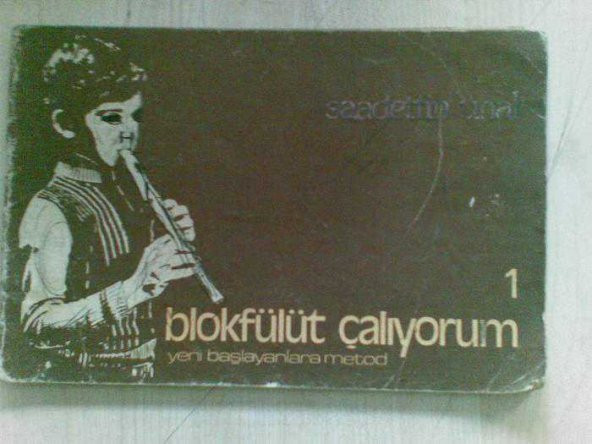 saadettin ünal
1
blokfülüt çalıyorum
yeni başlayanlara metod